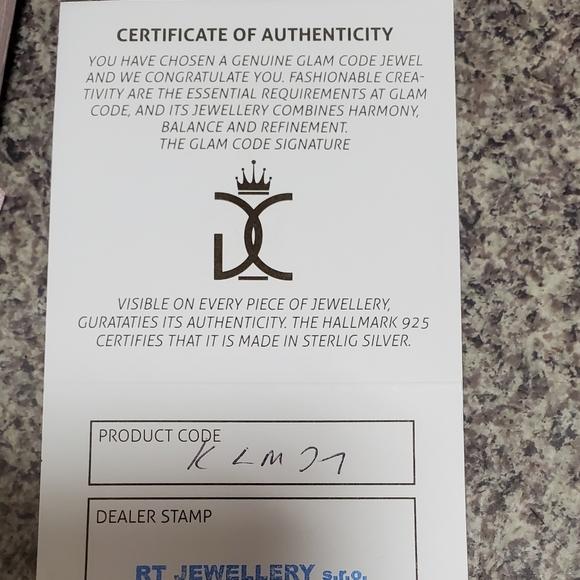 CERTIFICATE OF AUTHENTICITY
YOU HAVE CHOSEN A GENUINE GLAM CODE JEWEL
AND WE CONGRATULATE YOU. FASHIONABLE CREA-
TIVITY ARE THE ESSENTIAL REQUIREMENTS AT GLAM
CODE, AND ITS JEWELLERY COMBINES HARMONY,
BALANCE AND REFINEMENT.
THE GLAM CODE SIGNATURE
VISIBLE ON EVERY PIECE OF JEWELLERY,
GURATATIES ITS AUTHENTICITY. THE HALLMARK 925
CERTIFIES THAT IT IS MADE IN STERLIG SILVER.
PRODUCT CODE
DEALER STAMP
RT JEWELLERY s.r.o.